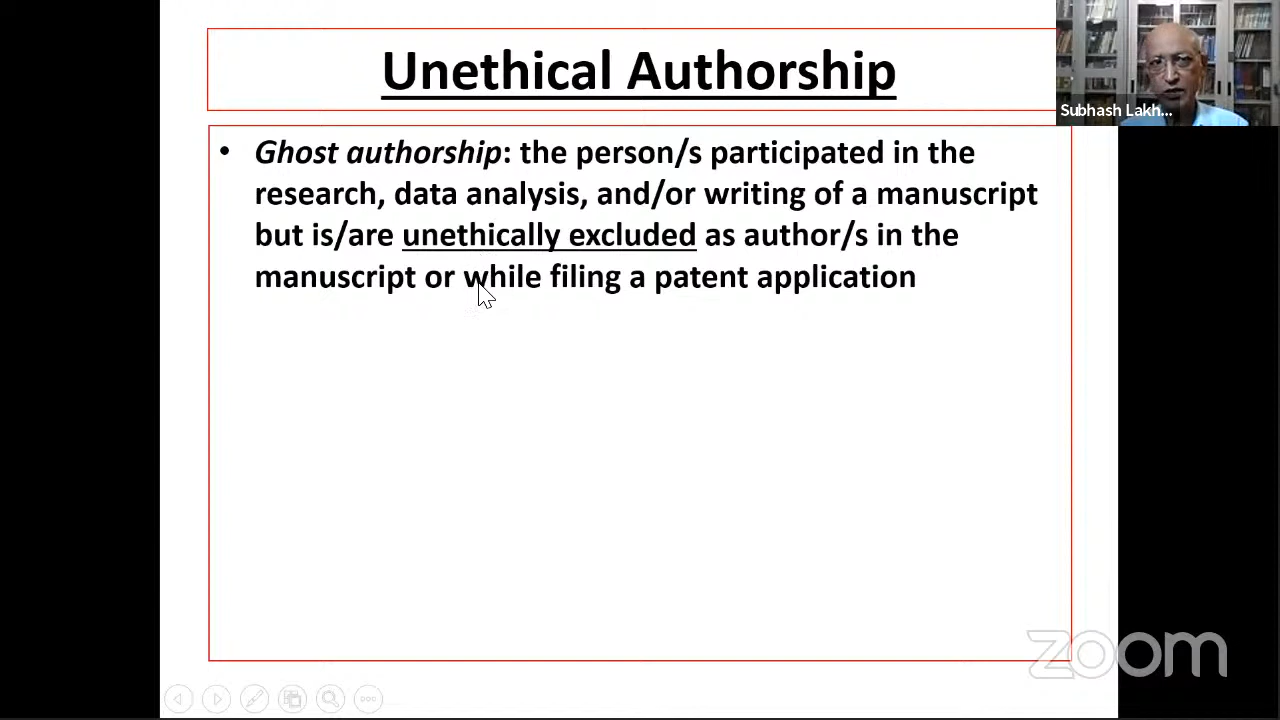 Unethical Authorship
Subhash Lakh...
• Ghost authorship: the person/s participated in the
research, data analysis, and/or writing of a manuscript
but is/are unethically excluded as author/s in the
manuscript or while filing a patent application
zoom